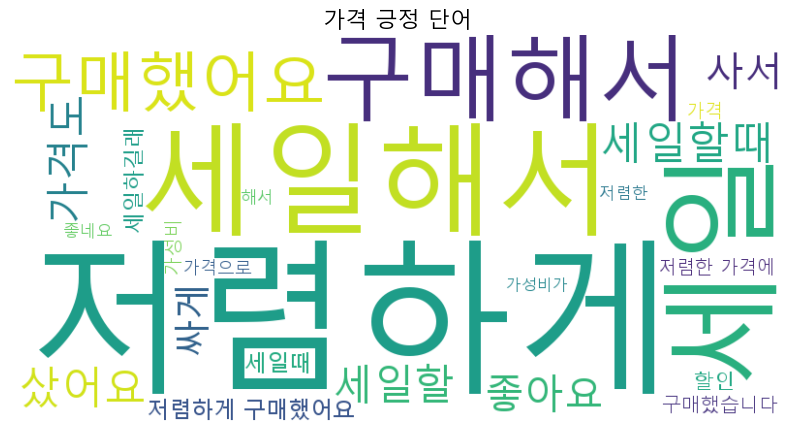 가격 긍정 단어
구매했어요
구매해서
사서
가격도
세일하길래
세일해서
가격
세일할때
해서
저렴한
좋네요
가성비
가격으로
세일
저렴하게
저렴한 가격에
가성비가
싸게
세일때
샀어요
세일할
좋아요
할인
저렴하게 구매했어요
구매했습니다